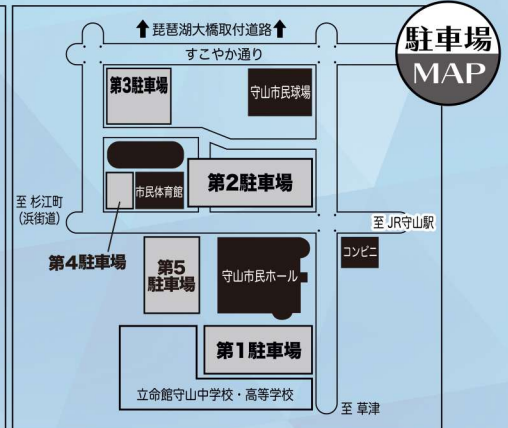 駐車場
MAP
琵琶湖大橋取付道路
すこやか通り
第3駐車場
守山市民球場
市民体育館
第2駐車場
至 杉江町
(浜街道)
至 JR守山駅
第4駐車場
第5
駐車場
守山市民ホール
コンビニ
第1駐車場
立命館守山中学校・高等学校
至 草津